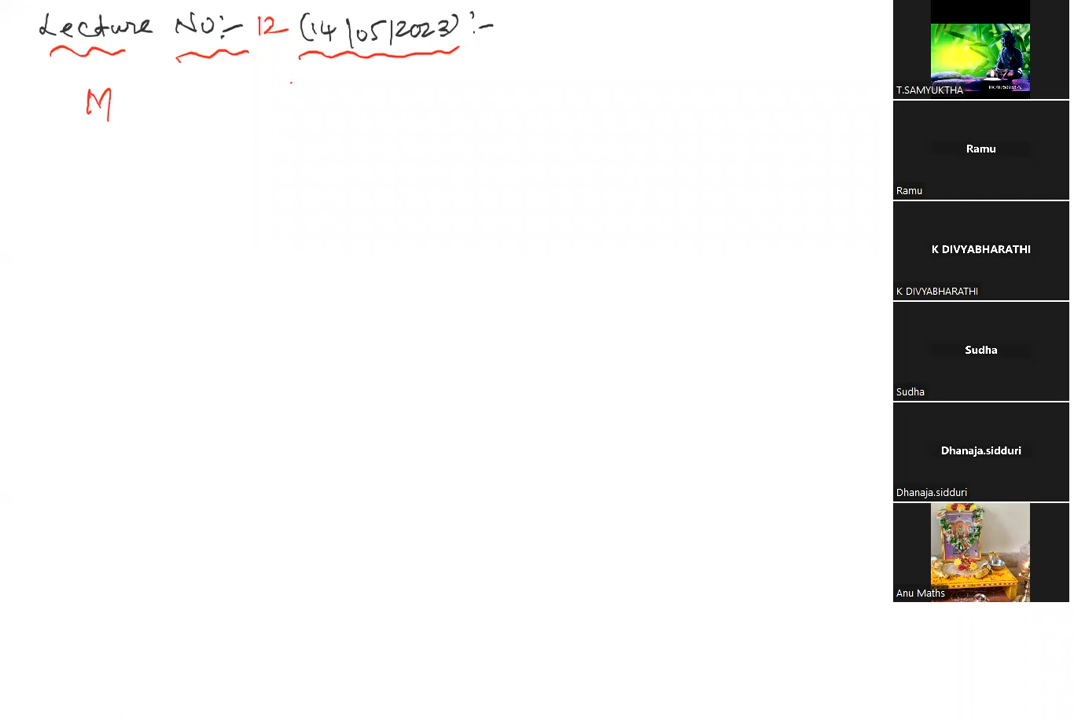 Lecture No:- 12 (14/05/2023):-
M
T.SAMYUKTHA
Ramu
Ramu
K DIVYABHARATHI
K DIVYABHARATHI
Sudha
Sudha
Dhanaja.sidduri
Dhanaja.sidduri
Anu Maths